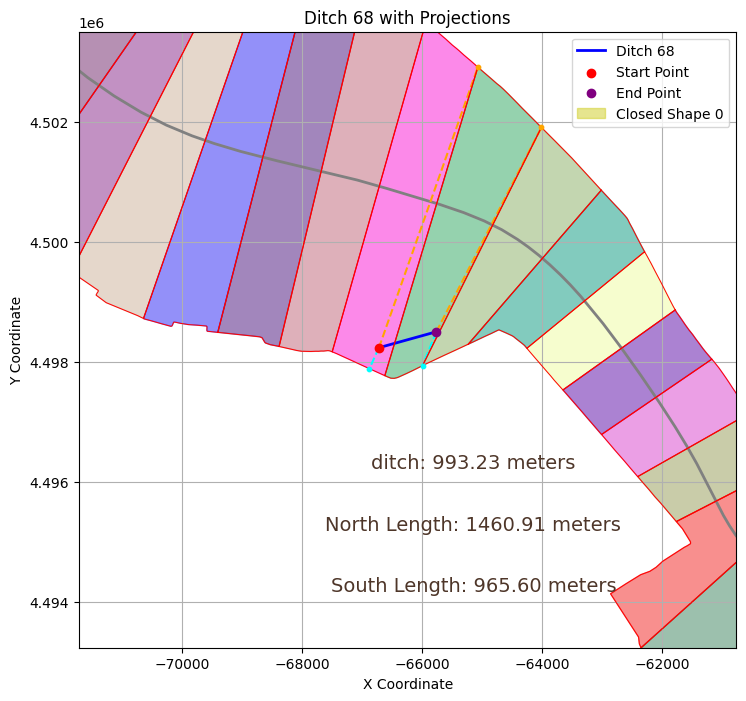 Ditch 68 with Projections
1e6
Ditch 68
Start Point
End Point
Closed Shape 0
4.502
4.500
4.498
4.496
4.494
Y Coordinate
ditch: 993.23 meters
North Length: 1460.91 meters
South Length: 965.60 meters
−70000 −68000 −66000 −64000 −62000
X Coordinate